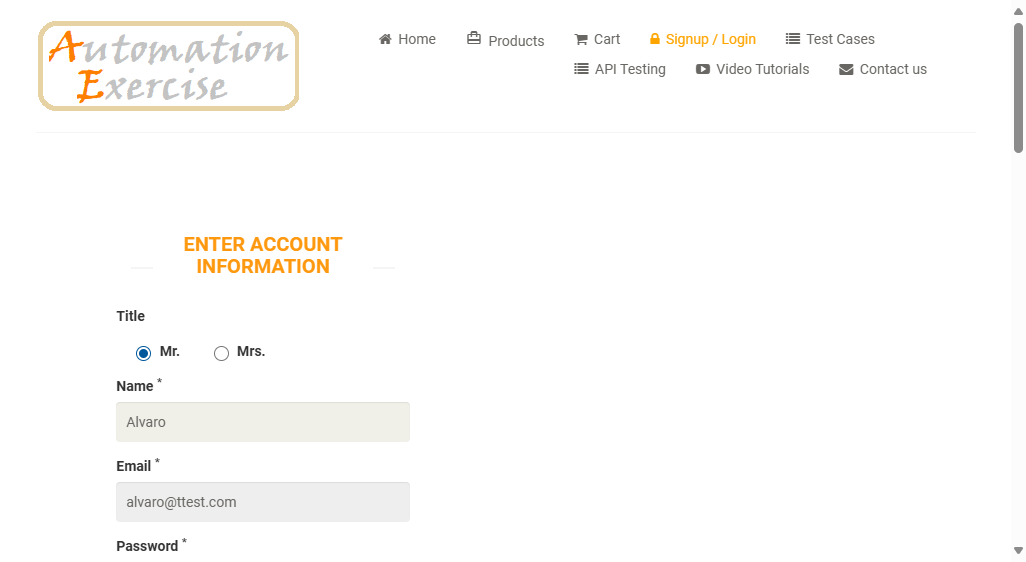 Automation
Exercise
Home
Products
Cart
Signup / Login
Test Cases
API Testing
Video Tutorials
Contact us
ENTER ACCOUNT
INFORMATION
Title
Mr.
Mrs.
Name *
Alvaro
Email *
alvaro@ttest.com
Password *